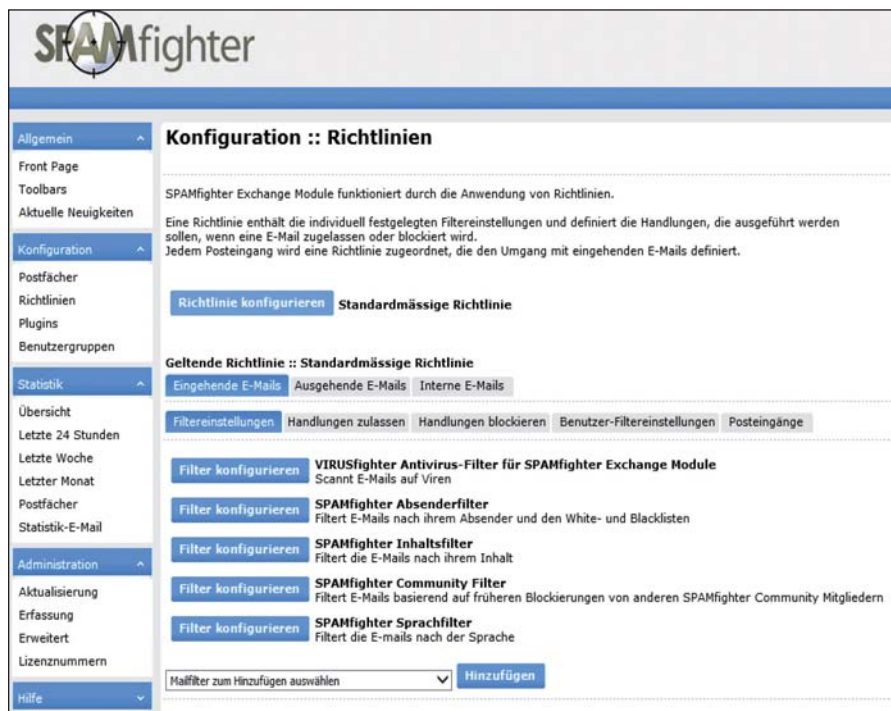 SPAMfighter
Allgemein
Front Page
Toolbars
Aktuelle Neuigkeiten
Konfiguration
Postfächer
Richtlinien
Plugins
Benutzergruppen
Statistik
Übersicht
Letzte 24 Stunden
Letzte Woche
Letzter Monat
Postfächer
Statistik-E-Mail
Administration
Aktualisierung
Erfassung
Erweitert
Lizenznummern
Hilfe
Konfiguration :: Richtlinien
SPAMfighter Exchange Module funktioniert durch die Anwendung von Richtlinien.
Eine Richtlinie enthält die individuell festgelegten Filtereinstellungen und definiert die Handlungen, die ausgeführt werden
sollen, wenn eine E-Mail zugelassen oder blockiert wird.
Jedem Posteingang wird eine Richtlinie zugeordnet, die den Umgang mit eingehenden E-Mails definiert.
Richtlinie konfigurieren Standardmässige Richtlinie
Geltende Richtlinie :: Standardmässige Richtlinie
Eingehende E-Mails Ausgehende E-Mails Interne E-Mails
Filtereinstellungen Handlungen zulassen Handlungen blockieren Benutzer-Filtereinstellungen Posteingänge
Filter konfigurieren VIRUSfighter Antivirus-Filter für SPAMfighter Exchange Module
Scannt E-Mails auf Viren
Filter konfigurieren SPAMfighter Absenderfilter
Filtert E-Mails nach ihrem Absender und den White- und Blacklisten
Filter konfigurieren SPAMfighter Inhaltsfilter
Filtert die E-Mails nach ihrem Inhalt
Filter konfigurieren SPAMfighter Community Filter
Filtert E-Mails basierend auf früheren Blockierungen von anderen SPAMfighter Community Mitgliedern
Filter konfigurieren SPAMfighter Sprachfilter
Filtert die E-mails nach der Sprache
Mailfilter zum Hinzufügen auswählen Hinzufügen